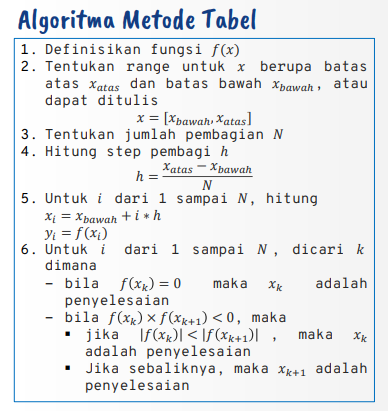 Algoritma Metode Tabel
1. Definisikan fungsi f(x)
2. Tentukan range untuk x berupa batas
atas x_atas dan batas bawah x_bawah, atau
dapat ditulis
x = [x_bawah, x_atas]
3. Tentukan jumlah pembagian N
4. Hitung step pembagi h
h = (x_atas − x_bawah) / N
5. Untuk i dari 1 sampai N, hitung
x_i = x_bawah + i ∗ h
y_i = f(x_i)
6. Untuk i dari 1 sampai N, dicari k
dimana
– bila f(x_k) = 0 maka x_k adalah
penyelesaian
– bila f(x_k) × f(x_{k+1}) < 0, maka
▪ jika |f(x_k)| < |f(x_{k+1})| , maka x_k
adalah penyelesaian
▪ Jika sebaliknya, maka x_{k+1} adalah
penyelesaian